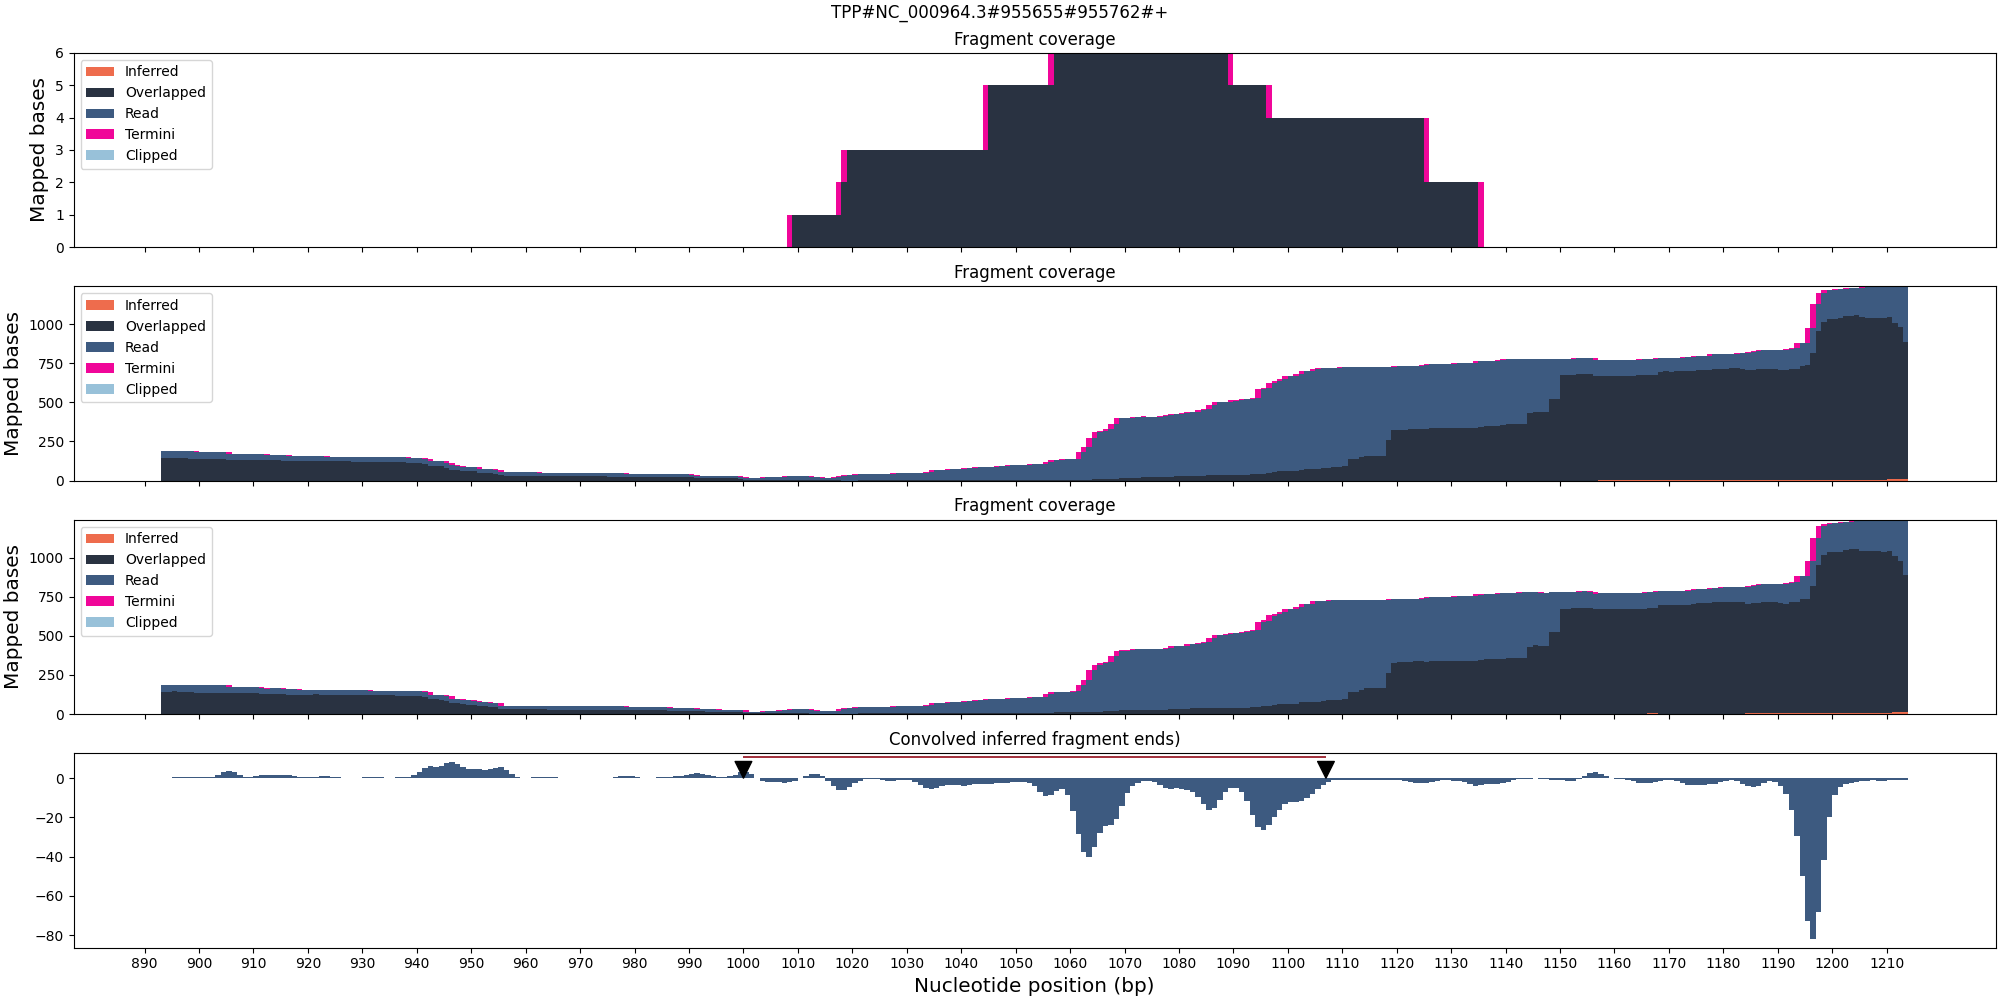 TPP#NC_000964.3#955655#955762#+
Fragment coverage
Mapped bases
6
5
4
3
2
1
0
Inferred
Overlapped
Read
Termini
Clipped
Fragment coverage
Mapped bases
1000
750
500
250
0
Inferred
Overlapped
Read
Termini
Clipped
Fragment coverage
Mapped bases
1000
750
500
250
0
Inferred
Overlapped
Read
Termini
Clipped
Convolved inferred fragment ends)
0
−20
−40
−60
−80
890 900 910 920 930 940 950 960 970 980 990 1000 1010 1020 1030 1040 1050 1060 1070 1080 1090 1100 1110 1120 1130 1140 1150 1160 1170 1180 1190 1200 1210
Nucleotide position (bp)